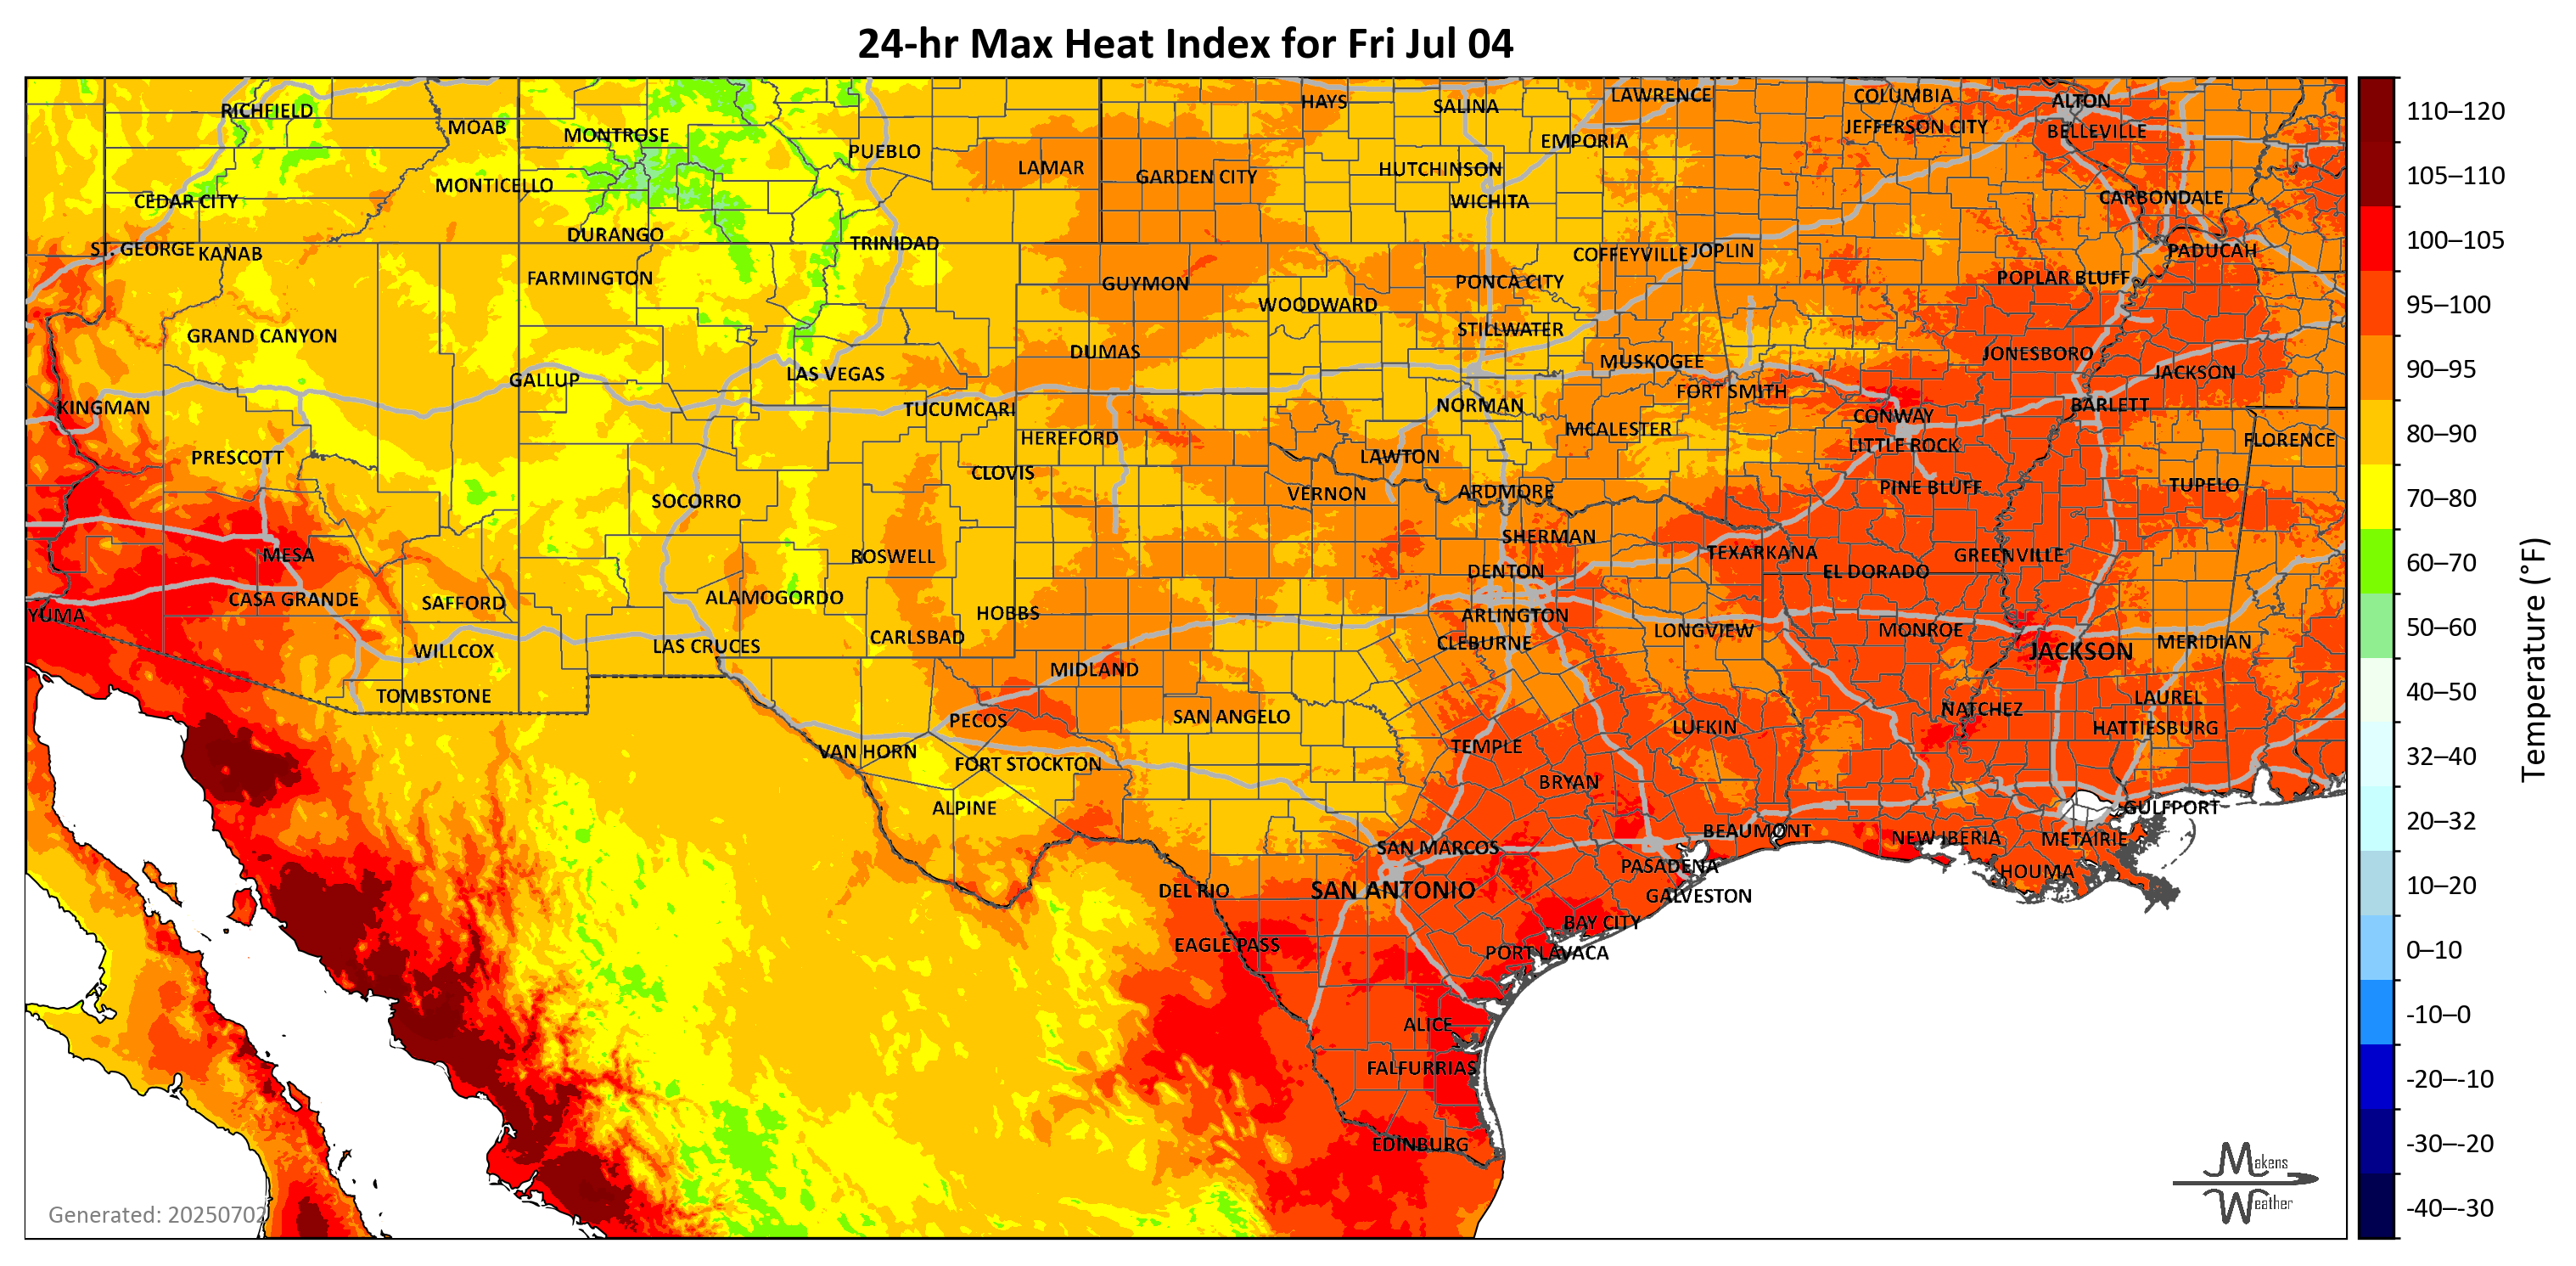 24-hr Max Heat Index for Fri Jul 04
RICHFIELD
MOAB
MONTROSE
PUEBLO
LAMAR
GARDEN CITY
HAYS
SALINA
LAWRENCE
EMPORIA
HUTCHINSON
WICHITA
COLUMBIA
JEFFERSON CITY
ALTON
BELLEVILLE
CARBONDALE
MONTICELLO
CEDAR CITY
DURANGO
TRINIDAD
ST. GEORGE
KANAB
FARMINGTON
GUYMON
WOODWARD
PONCA CITY
COFFEYVILLE
JOPLIN
POPLAR BLUFF
PADUCAH
GRAND CANYON
STILLWATER
DUMAS
MUSKOGEE
JONESBORO
JACKSON
GALLUP
LAS VEGAS
FORT SMITH
KINGMAN
TUCUMCARI
NORMAN
CONWAY
BARLETT
HEREFORD
MCALESTER
LITTLE ROCK
FLORENCE
PRESCOTT
CLOVIS
LAWTON
PINE BLUFF
TUPELO
SOCORRO
VERNON
ARDMORE
SHERMAN
MESA
ROSWELL
TEXARKANA
GREENVILLE
DENTON
EL DORADO
CASA GRANDE
SAFFORD
ALAMOGORDO
HOBBS
ARLINGTON
YUMA
CARLSBAD
CLEBURNE
LONGVIEW
MONROE
JACKSON
MERIDIAN
WILLCOX
LAS CRUCES
MIDLAND
TOMBSTONE
PECOS
SAN ANGELO
LUFKIN
NATCHEZ
LAUREL
HATTIESBURG
VAN HORN
FORT STOCKTON
TEMPLE
BRYAN
ALPINE
GULFPORT
SAN MARCOS
BEAUMONT
NEW IBERIA
METAIRIE
PASADENA
HOUMA
DEL RIO
SAN ANTONIO
GALVESTON
BAY CITY
EAGLE PASS
PORT LAVACA
ALICE
FALFURRIAS
EDINBURG
Generated: 20250702
Makens
Weather
110–120
105–110
100–105
95–100
90–95
80–90
70–80
60–70
50–60
40–50
32–40
20–32
10–20
0–10
-10–0
-20–-10
-30–-20
-40–-30
Temperature (°F)